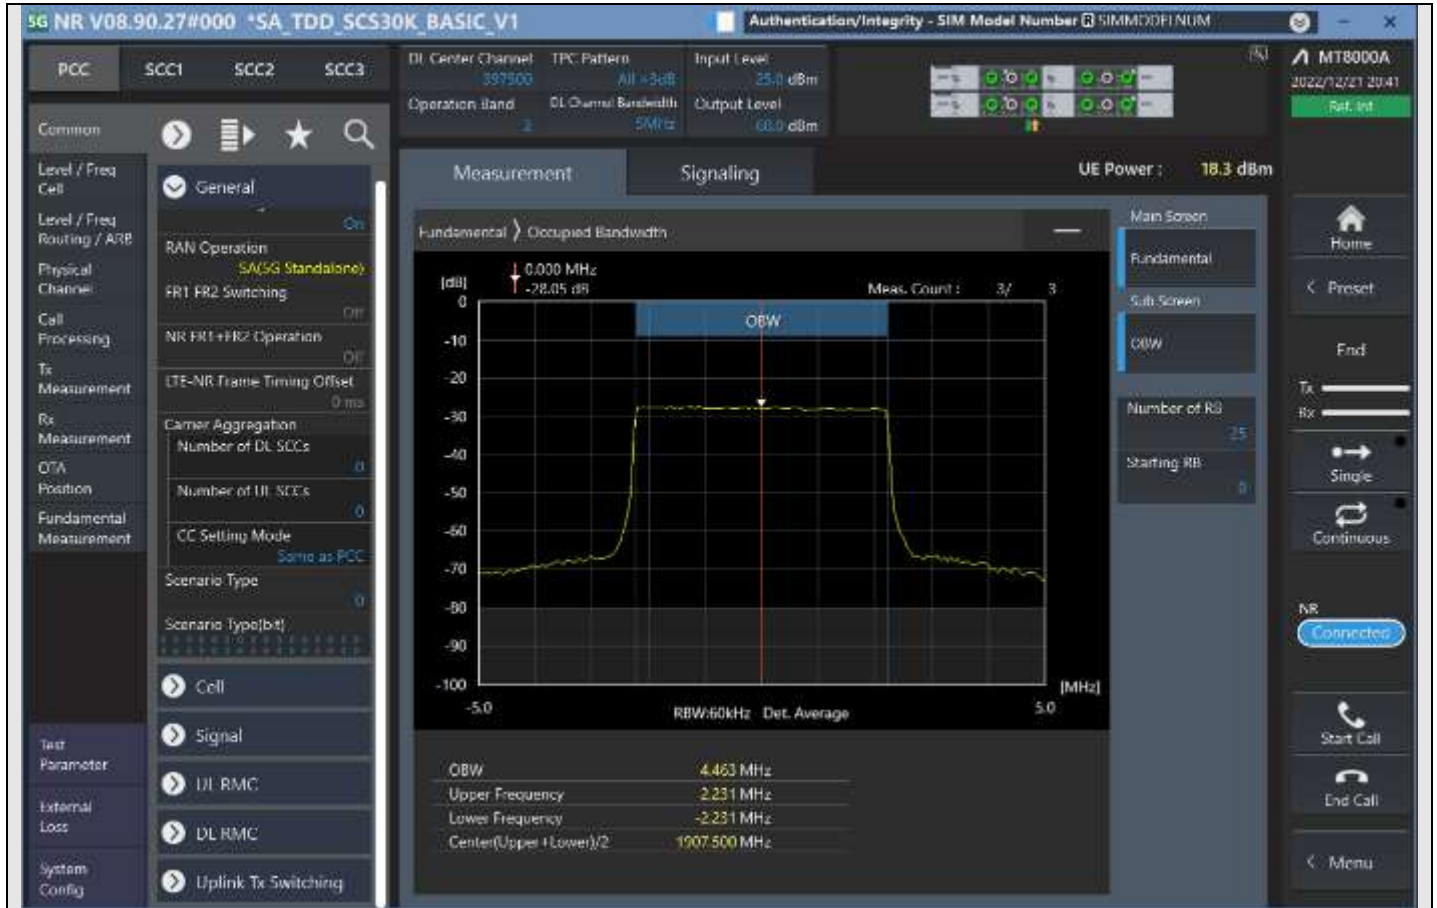 5G NR V08.90.27#000 *SA_TDD_SCS30K_BASIC_V1
Authentication/Integrity - SIM Model Number R SIMMODELNUM
PCC SCC1 SCC2 SCC3
DL Center Channel 397500
TPC Pattern All +3dB
Input Level 25.0 dBm
Operation Band 2
DL Channel Bandwidth 5MHz
Output Level -60.0 dBm
MT8000A
2022/12/21 20:41
Ref. Int
Common
Level / Freq
Cell
Level / Freq
Routing / ARB
Physical
Channel
Call
Processing
Tx
Measurement
Rx
Measurement
OTA
Position
Fundamental
Measurement
Test
Parameter
External
Loss
System
Config
General
On
RAN Operation
SA(5G Standalone)
FR1 FR2 Switching
Off
NR FR1+FR2 Operation
Off
LTE-NR Frame Timing Offset
0 ms
Carrier Aggregation
Number of DL SCCs
0
Number of UL SCCs
0
CC Setting Mode
Same as PCC
Scenario Type
0
Scenario Type(bit)
Cell
Signal
UL RMC
DL RMC
Uplink Tx Switching
Measurement
Signaling
UE Power : 18.3 dBm
Fundamental Occupied Bandwidth
0.000 MHz
-28.05 dB
Meas. Count : 3/ 3
[dB]
0
OBW
-10
-20
-30
-40
-50
-60
-70
-80
-90
-100
[MHz]
-5.0 5.0
RBW:60kHz Det. Average
OBW 4.463 MHz
Upper Frequency 2.231 MHz
Lower Frequency -2.231 MHz
Center(Upper+Lower)/2 1907.500 MHz
Main Screen
Fundamental
Sub Screen
OBW
Number of RB
25
Starting RB
0
Home
Preset
End
Tx
Rx
Single
Continuous
NR
Connected
Start Call
End Call
Menu